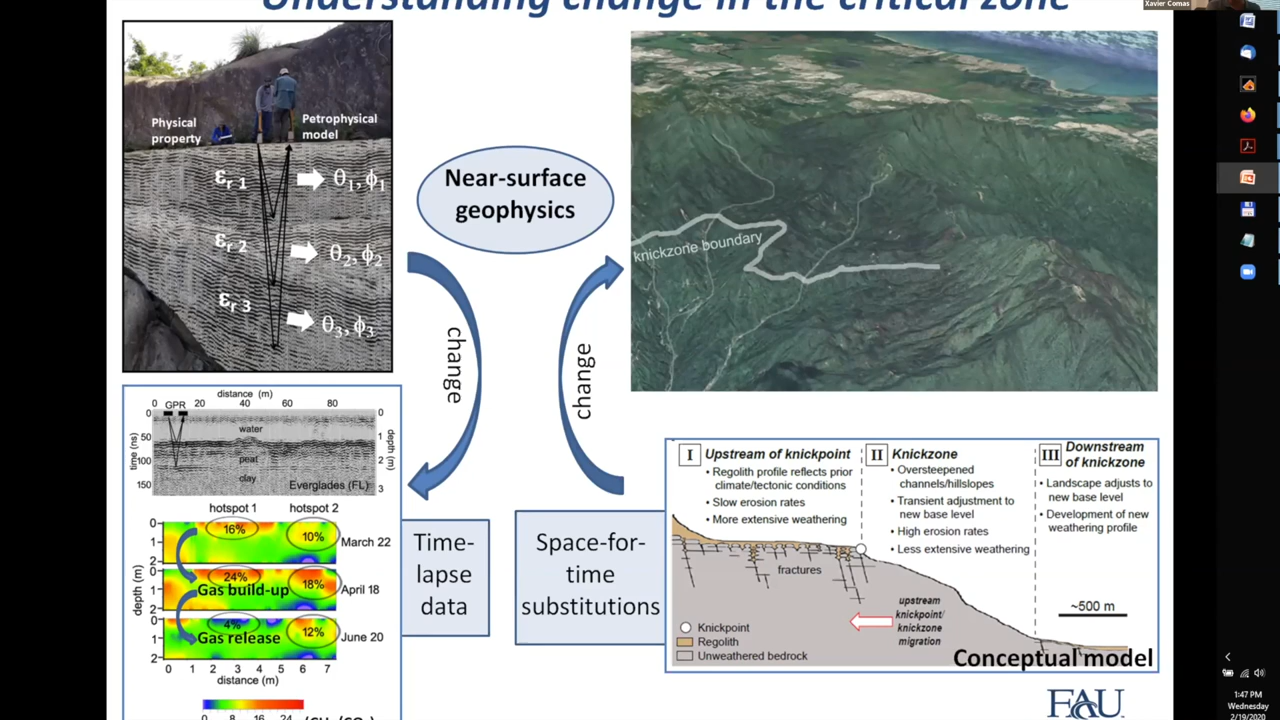 Understanding change in the critical zone
Xavier Comas
Physical
property
Petrophysical
model
εr 1
θ1, ϕ1
εr 2
θ2, ϕ2
εr 3
θ3, ϕ3
Near-surface
geophysics
change
change
knickzone boundary
distance (m)
0 GPR 20 40 60 80
0
50
100
150
time (ns)
water
peat
clay
Everglades (FL)
0
1
2
3
depth (m)
hotspot 1
hotspot 2
0
1
2
16%
10%
March 22
0
1
2
24%
18%
Gas build-up
April 18
0
1
2
4%
12%
Gas release
June 20
depth (m)
0 1 2 3 4 5 6 7
distance (m)
0 8 16 24
Time-
lapse
data
Space-for-
time
substitutions
I Upstream of knickpoint
• Regolith profile reflects prior
climate/tectonic conditions
• Slow erosion rates
• More extensive weathering
II Knickzone
• Oversteepened
channels/hillslopes
• Transient adjustment to
new base level
• High erosion rates
• Less extensive weathering
III Downstream
of knickzone
• Landscape adjusts to
new base level
• Development of new
weathering profile
fractures
~500 m
upstream
knickpoint/
knickzone
migration
Knickpoint
Regolith
Unweathered bedrock
Conceptual model
FAU
1:47 PM
Wednesday
2/19/2020